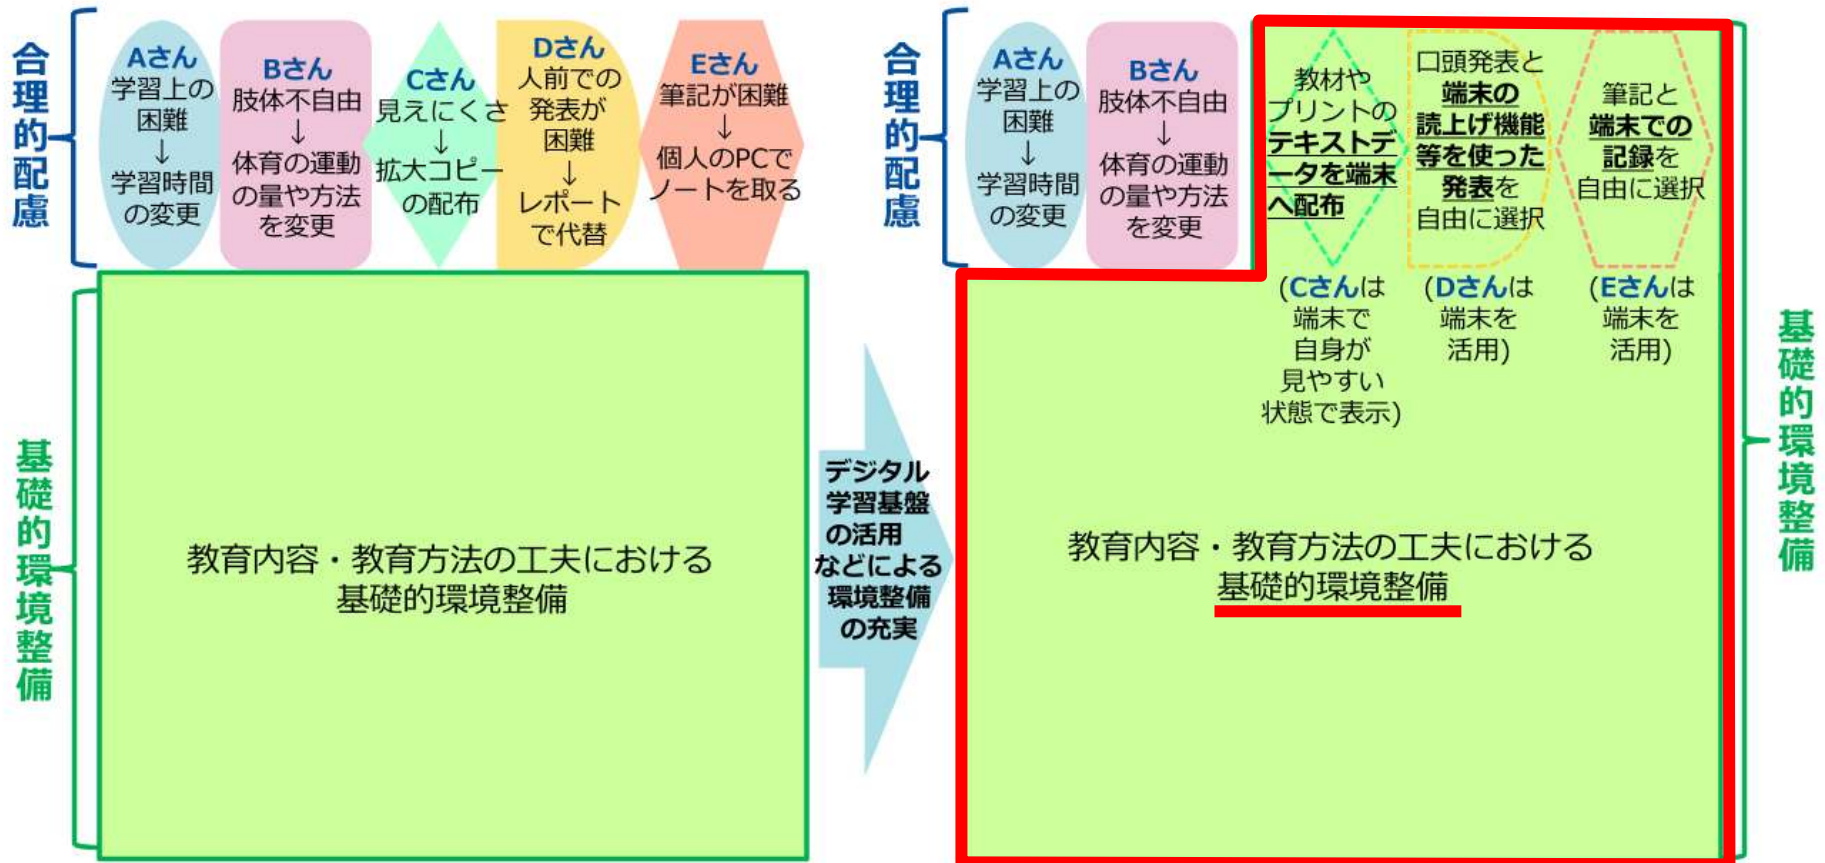 合理的配慮
Aさん
学習上の
困難
↓
学習時間
の変更
Bさん
肢体不自由
↓
体育の運動
の量や方法
を変更
Cさん
見えにくさ
↓
拡大コピー
の配布
Dさん
人前での
発表が
困難
↓
レポート
で代替
Eさん
筆記が困難
↓
個人のPCで
ノートを取る
基礎的環境整備
教育内容・教育方法の工夫における
基礎的環境整備
デジタル
学習基盤
の活用
などによる
環境整備
の充実
合理的配慮
Aさん
学習上の
困難
↓
学習時間
の変更
Bさん
肢体不自由
↓
体育の運動
の量や方法
を変更
教材や
プリントの
テキストデ
ータを端末
へ配布
(Cさんは
端末で
自身が
見やすい
状態で表示)
口頭発表と
端末の
読上げ機能
等を使った
発表を
自由に選択
(Dさんは
端末を
活用)
筆記と
端末での
記録を
自由に選択
(Eさんは
端末を
活用)
教育内容・教育方法の工夫における
基礎的環境整備
基礎的環境整備